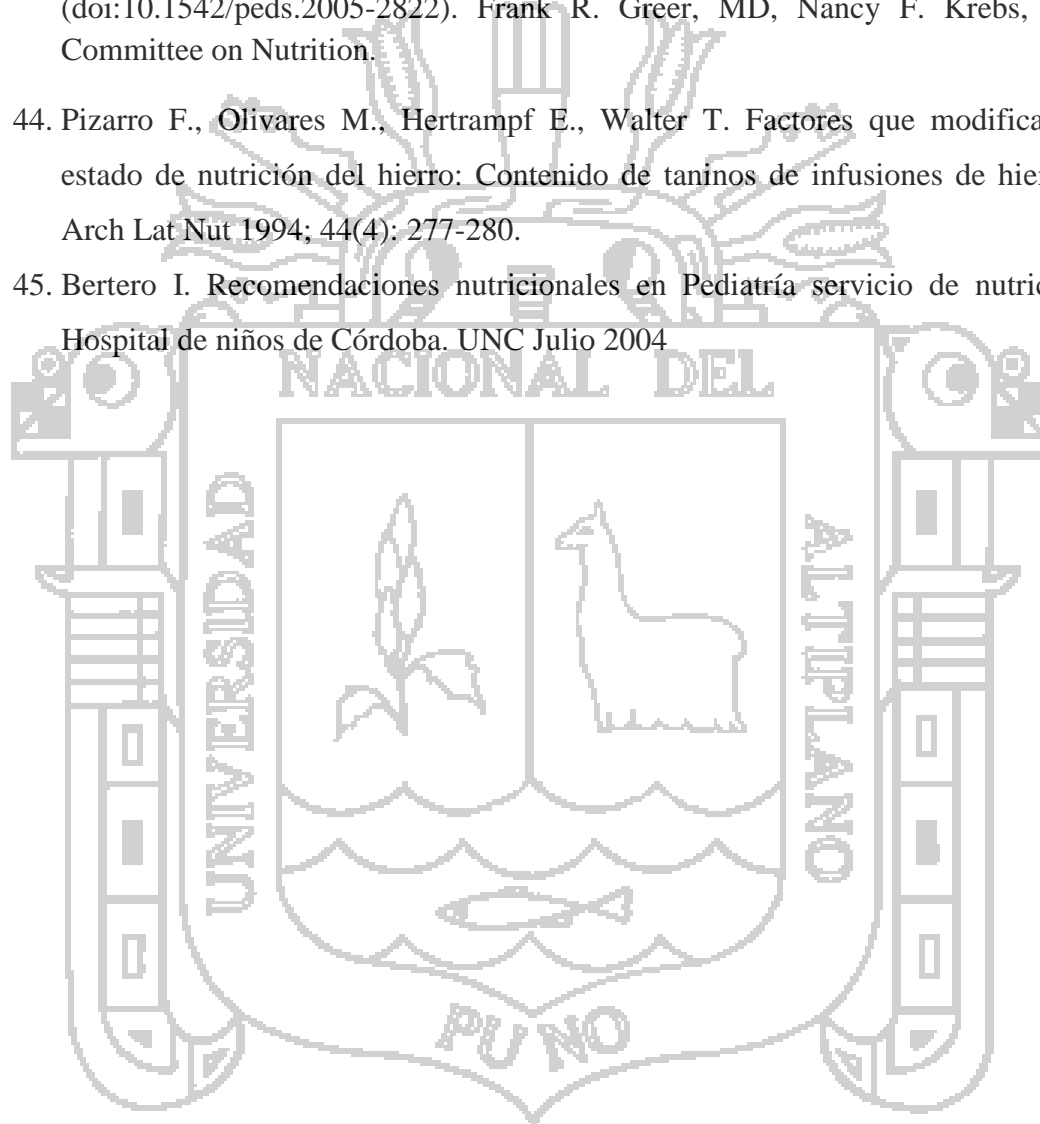 (doi:10.1542/peds.2005-2822). Frank R. Greer, MD, Nancy F. Krebs,
Committee on Nutrition.
44. Pizarro F., Olivares M., Hertrampf E., Walter T. Factores que modifica
estado de nutrición del hierro: Contenido de taninos de infusiones de hier
Arch Lat Nut 1994; 44(4): 277-280.
45. Bertero I. Recomendaciones nutricionales en Pediatría servicio de nutric
Hospital de niños de Córdoba. UNC Julio 2004
NACIONAL DEL
UNIVERSIDAD
ALTIPLANO
PUNO